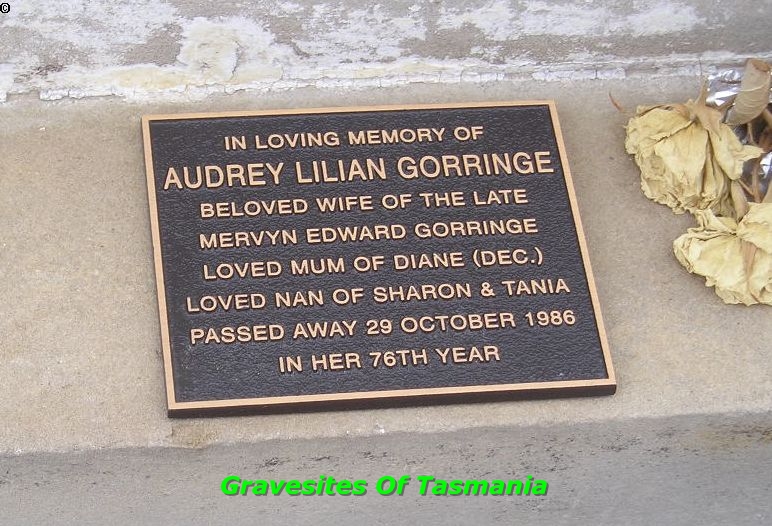 ©
IN LOVING MEMORY OF
AUDREY LILIAN GORRINGE
BELOVED WIFE OF THE LATE
MERVYN EDWARD GORRINGE
LOVED MUM OF DIANE (DEC.)
LOVED NAN OF SHARON & TANIA
PASSED AWAY 29 OCTOBER 1986
IN HER 76TH YEAR
Gravesites Of Tasmania